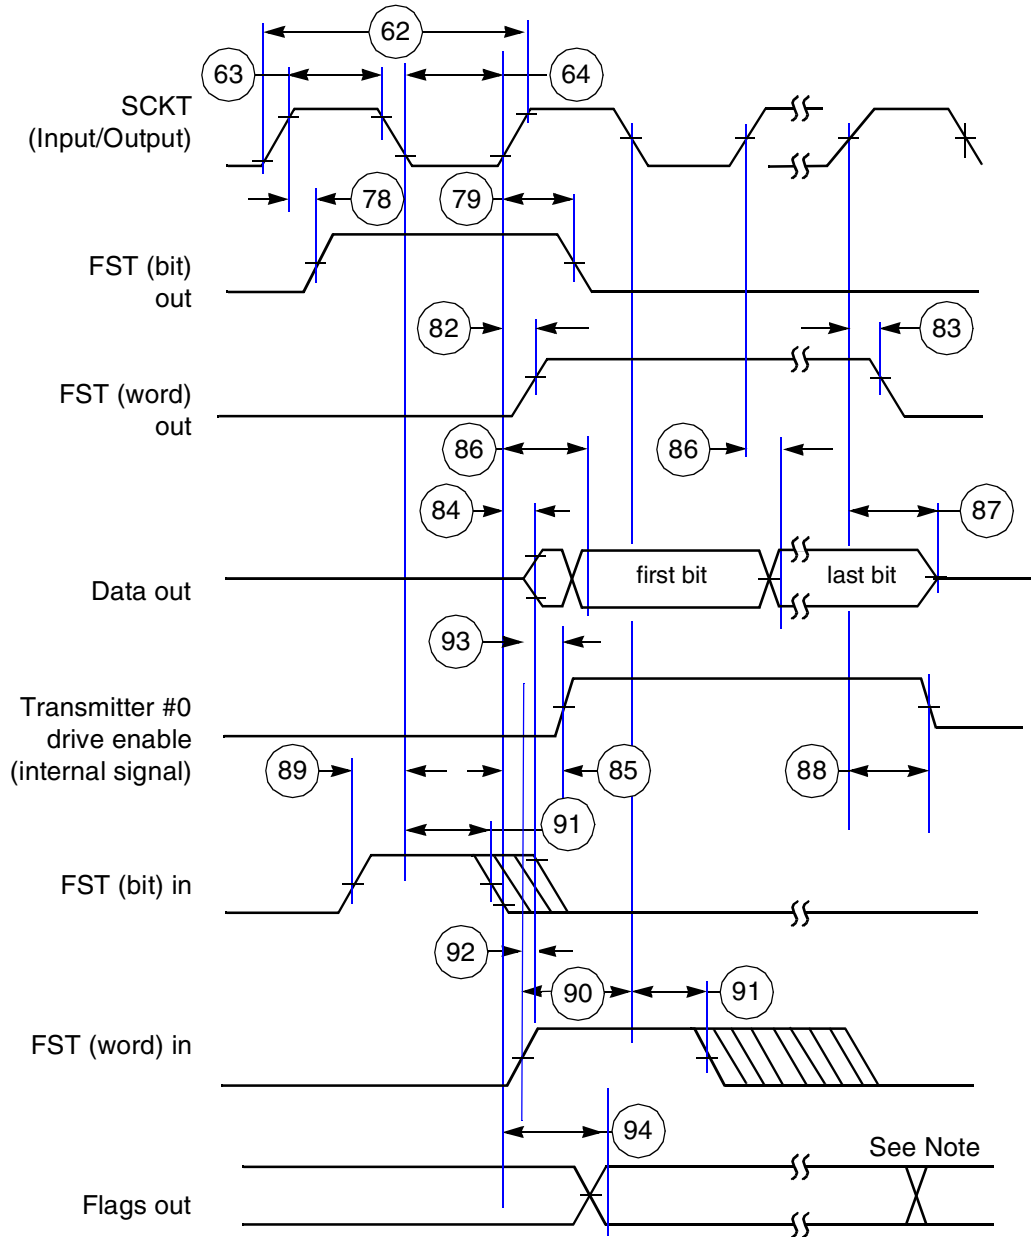 62
63
64
SCKT
(Input/Output)
78
79
FST (bit)
out
82
83
FST (word)
out
86
86
84
87
first bit
last bit
Data out
93
Transmitter #0
drive enable
(internal signal)
89
85
88
91
FST (bit) in
92
90
91
FST (word) in
94
See Note
Flags out